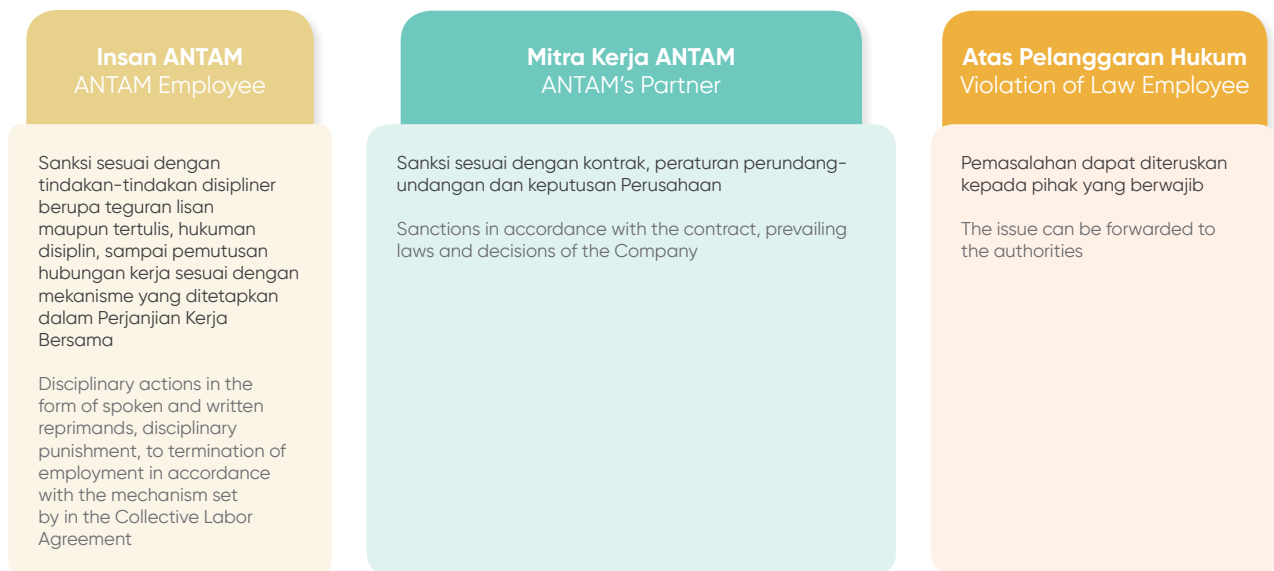 Insan ANTAM
ANTAM Employee
Sanksi sesuai dengan
tindakan-tindakan disipliner
berupa teguran lisan
maupun tertulis, hukuman
disiplin, sampai pemutusan
hubungan kerja sesuai dengan
mekanisme yang ditetapkan
dalam Perjanjian Kerja
Bersama
Disciplinary actions in the
form of spoken and written
reprimands, disciplinary
punishment, to termination of
employment in accordance
with the mechanism set
by in the Collective Labor
Agreement
Mitra Kerja ANTAM
ANTAM's Partner
Sanksi sesuai dengan kontrak, peraturan perundang-
undangan dan keputusan Perusahaan
Sanctions in accordance with the contract, prevailing
laws and decisions of the Company
Atas Pelanggaran Hukum
Violation of Law Employee
Pemasalahan dapat diteruskan
kepada pihak yang berwajib
The issue can be forwarded to
the authorities